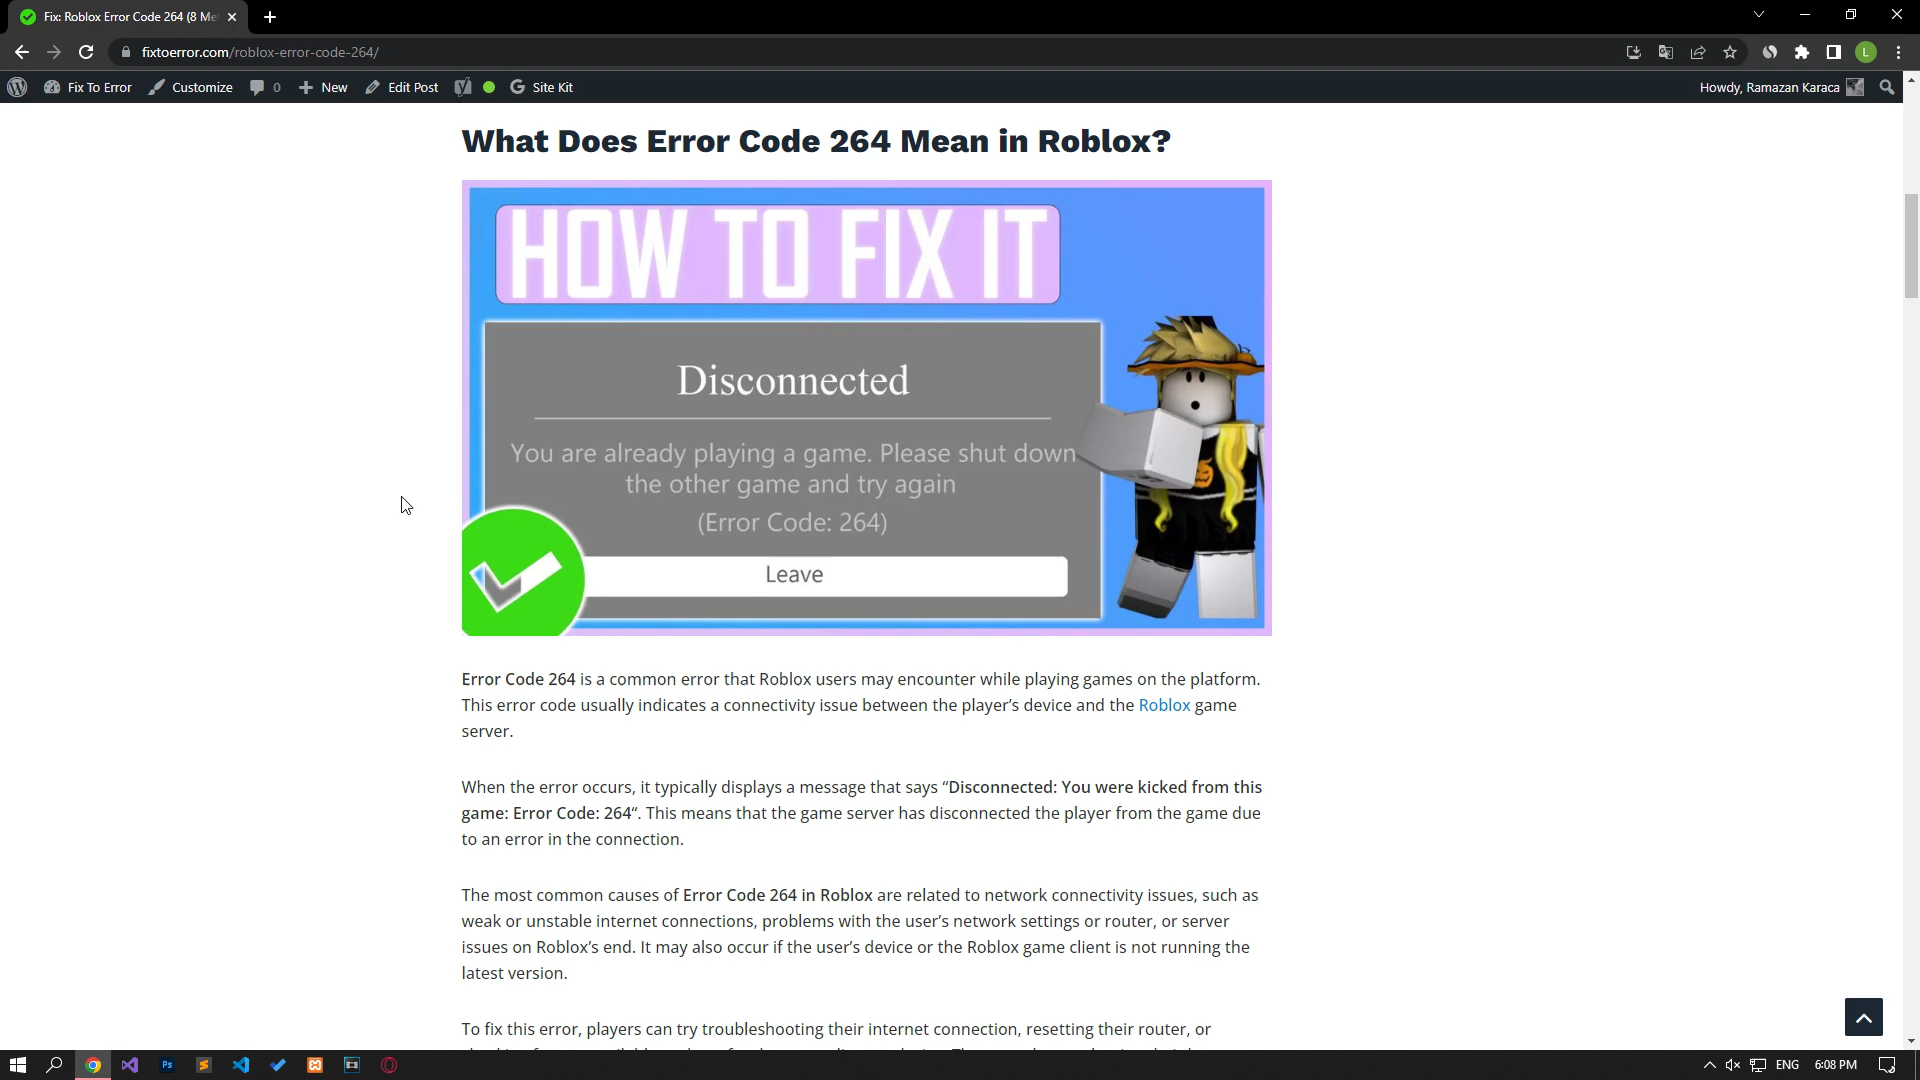 Fix: Roblox Error Code 264 (8 Me
fixtoerror.com/roblox-error-code-264/
L
Fix To Error
Customize
0
New
Edit Post
Site Kit
Howdy, Ramazan Karaca
What Does Error Code 264 Mean in Roblox?
HOW TO FIX IT
Disconnected
You are already playing a game. Please shut down
the other game and try again
(Error Code: 264)
Leave
Error Code 264 is a common error that Roblox users may encounter while playing games on the platform.
This error code usually indicates a connectivity issue between the player’s device and the Roblox game
server.
When the error occurs, it typically displays a message that says “Disconnected: You were kicked from this
game: Error Code: 264“. This means that the game server has disconnected the player from the game due
to an error in the connection.
The most common causes of Error Code 264 in Roblox are related to network connectivity issues, such as
weak or unstable internet connections, problems with the user’s network settings or router, or server
issues on Roblox’s end. It may also occur if the user’s device or the Roblox game client is not running the
latest version.
To fix this error, players can try troubleshooting their internet connection, resetting their router, or
Ps
ENG
6:08 PM